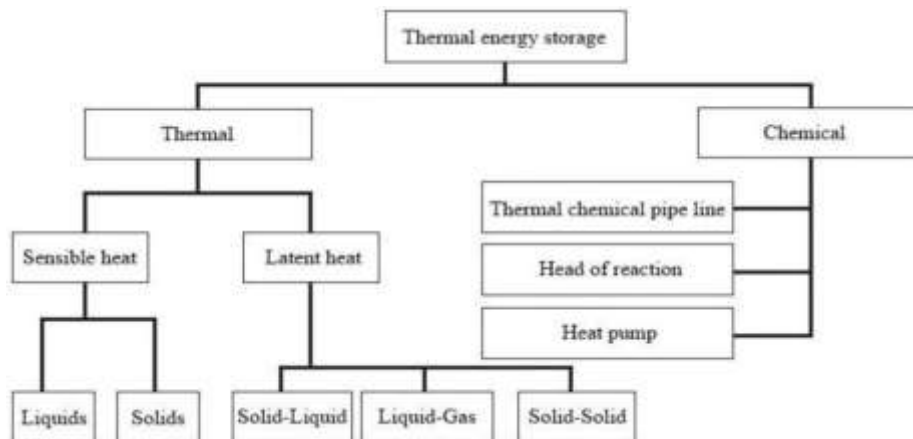 Thermal energy storage
Thermal
Chemical
Thermal chemical pipe line
Sensible heat
Latent heat
Head of reaction
Heat pump
Liquids
Solids
Solid-Liquid
Liquid-Gas
Solid-Solid